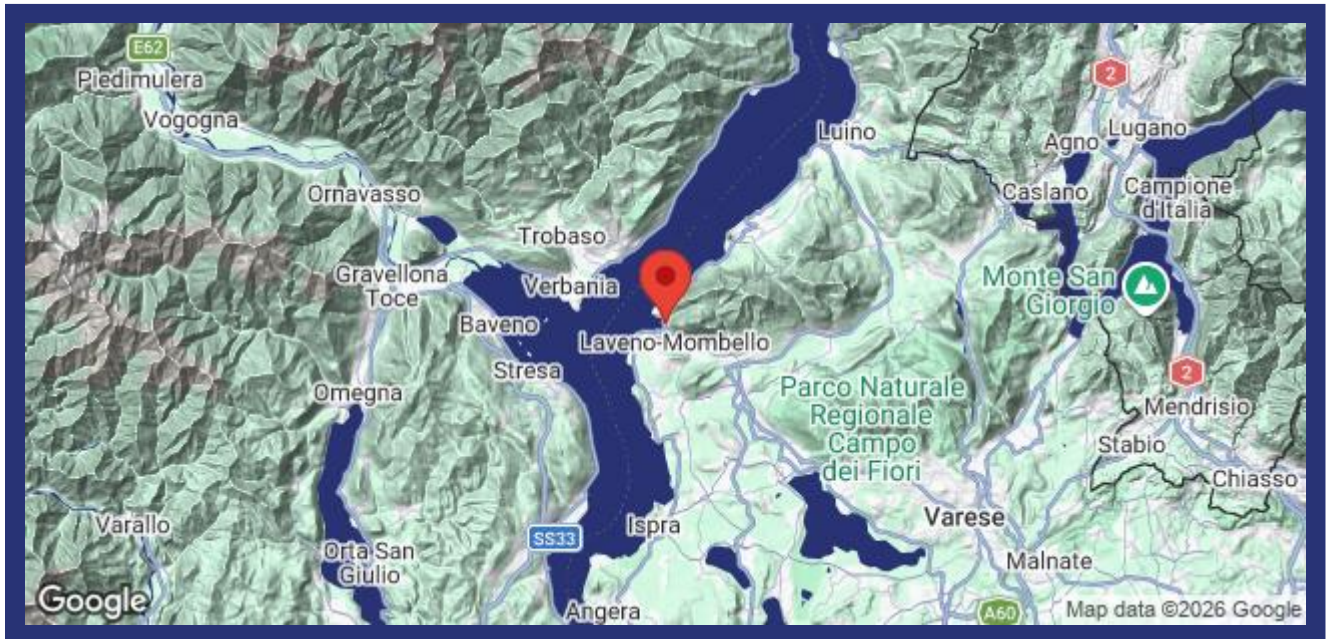 E62
Piedimulera
Vogogna
2
Luino
Agno
Lugano
Ornavasso
Caslano
Campione
d'Italia
Trobaso
Gravellona
Toce
Verbania
Monte San
Giorgio
Baveno
Laveno-Mombello
Stresa
2
Omegna
Parco Naturale
Regionale
Campo
dei Fiori
Mendrisio
Stabio
Chiasso
Varallo
Ispra
Varese
SS33
Orta San
Giulio
Malnate
Google
Angera
A60
Map data ©2026 Google